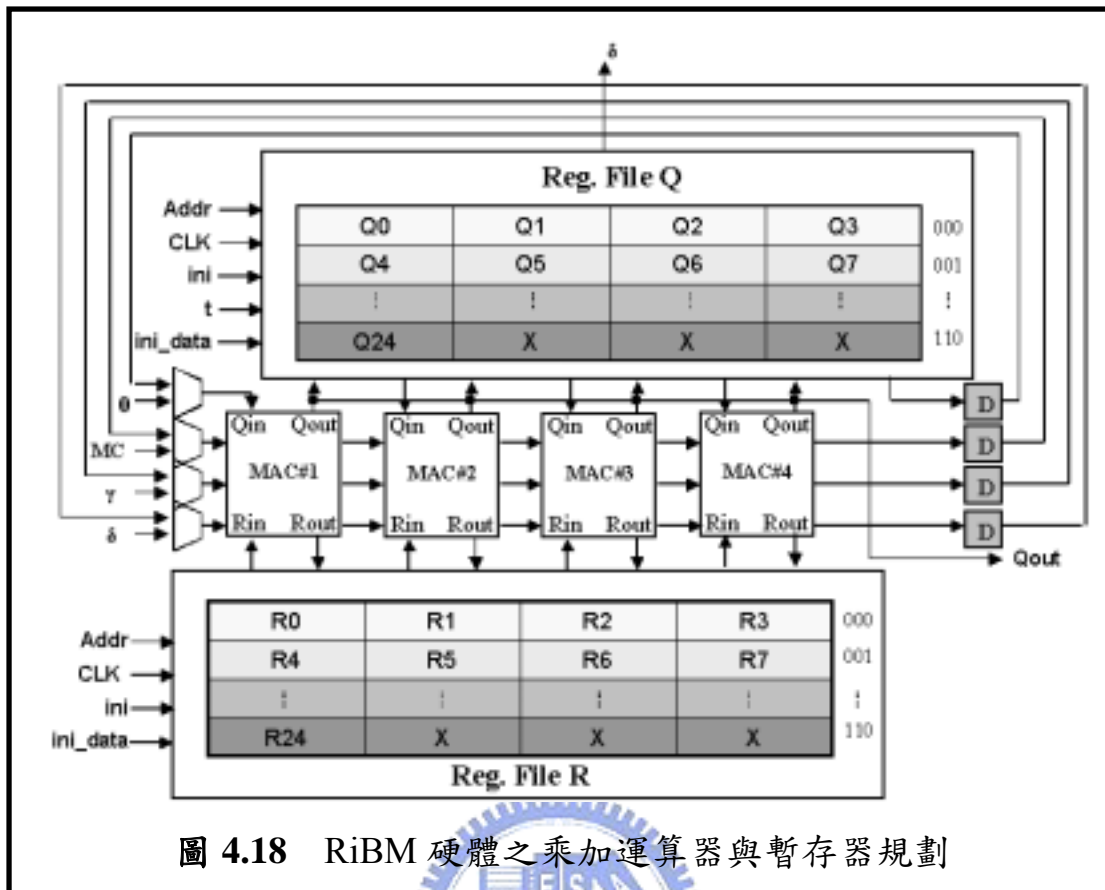 δ
Reg. File Q
Addr
CLK
ini
t
ini_data
Q0 Q1 Q2 Q3 000
Q4 Q5 Q6 Q7 001
⋮ ⋮ ⋮ ⋮ ⋮
Q24 X X X 110
θ
MC
γ
δ
Qin Qout
MAC#1
Rin Rout
Qin Qout
MAC#2
Rin Rout
Qin Qout
MAC#3
Rin Rout
Qin Qout
MAC#4
Rin Rout
D
D
D
D
Qout
Addr
CLK
ini
ini_data
R0 R1 R2 R3 000
R4 R5 R6 R7 001
⋮ ⋮ ⋮ ⋮ ⋮
R24 X X X 110
Reg. File R
圖 4.18 RiBM 硬體之乘加運算器與暫存器規劃